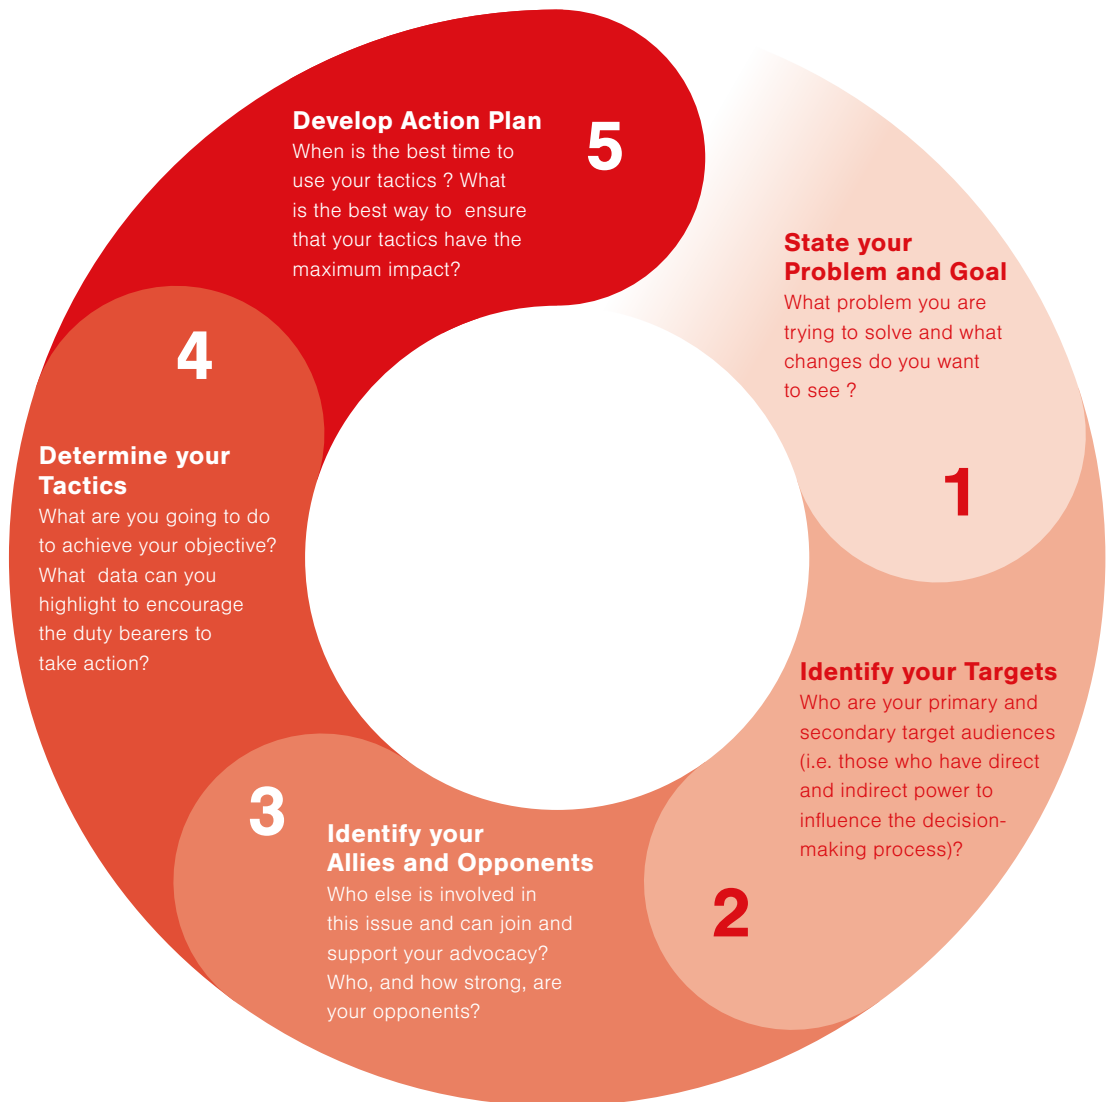 State your
Problem and Goal
What problem you are
trying to solve and what
changes do you want
to see ?
1
Identify your Targets
Who are your primary and
secondary target audiences
(i.e. those who have direct
and indirect power to
influence the decision-
making process)?
2
3
Identify your
Allies and Opponents
Who else is involved in
this issue and can join and
support your advocacy?
Who, and how strong, are
your opponents?
4
Determine your
Tactics
What are you going to do
to achieve your objective?
What data can you
highlight to encourage
the duty bearers to
take action?
5
Develop Action Plan
When is the best time to
use your tactics ? What
is the best way to ensure
that your tactics have the
maximum impact?